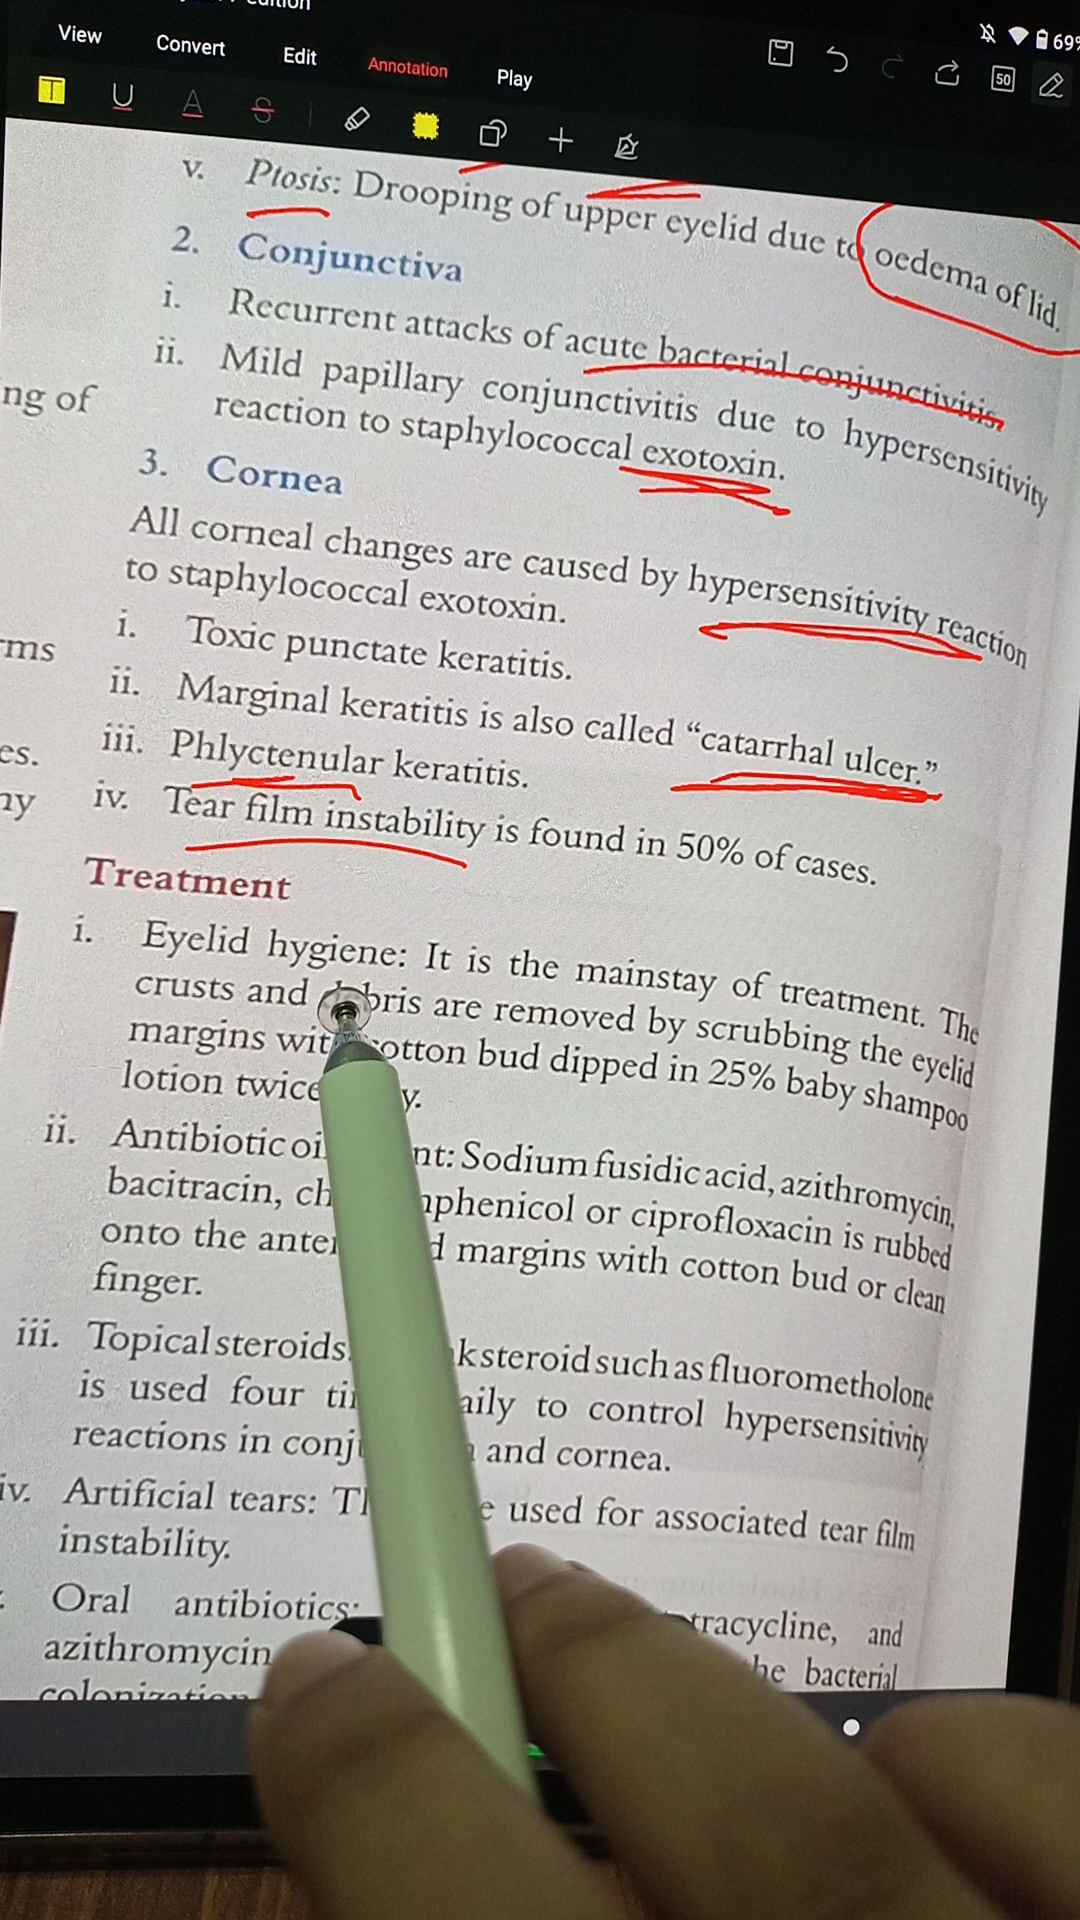 View Convert Edit Annotation Play
69%
50
T U A S
v. Ptosis: Drooping of upper eyelid due to oedema of lid.
2. Conjunctiva
i. Recurrent attacks of acute bacterial conjunctivitis.
ii. Mild papillary conjunctivitis due to hypersensitivity
reaction to staphylococcal exotoxin.
ng of
3. Cornea
All corneal changes are caused by hypersensitivity reaction
to staphylococcal exotoxin.
i. Toxic punctate keratitis.
rms
ii. Marginal keratitis is also called “catarrhal ulcer.”
iii. Phlyctenular keratitis.
es.
iv. Tear film instability is found in 50% of cases.
ny
Treatment
i. Eyelid hygiene: It is the mainstay of treatment. The
crusts and bris are removed by scrubbing the eyelid
margins wit otton bud dipped in 25% baby shampoo
lotion twice y.
ii. Antibiotic oi nt: Sodium fusidic acid, azithromycin,
bacitracin, ch mphenicol or ciprofloxacin is rubbed
onto the anter d margins with cotton bud or clean
finger.
iii. Topical steroids k steroid such as fluorometholone
is used four ti aily to control hypersensitivity
reactions in conj and cornea.
iv. Artificial tears: Th e used for associated tear film
instability.
Oral antibiotics: tracycline, and
azithromycin he bacterial
colonization